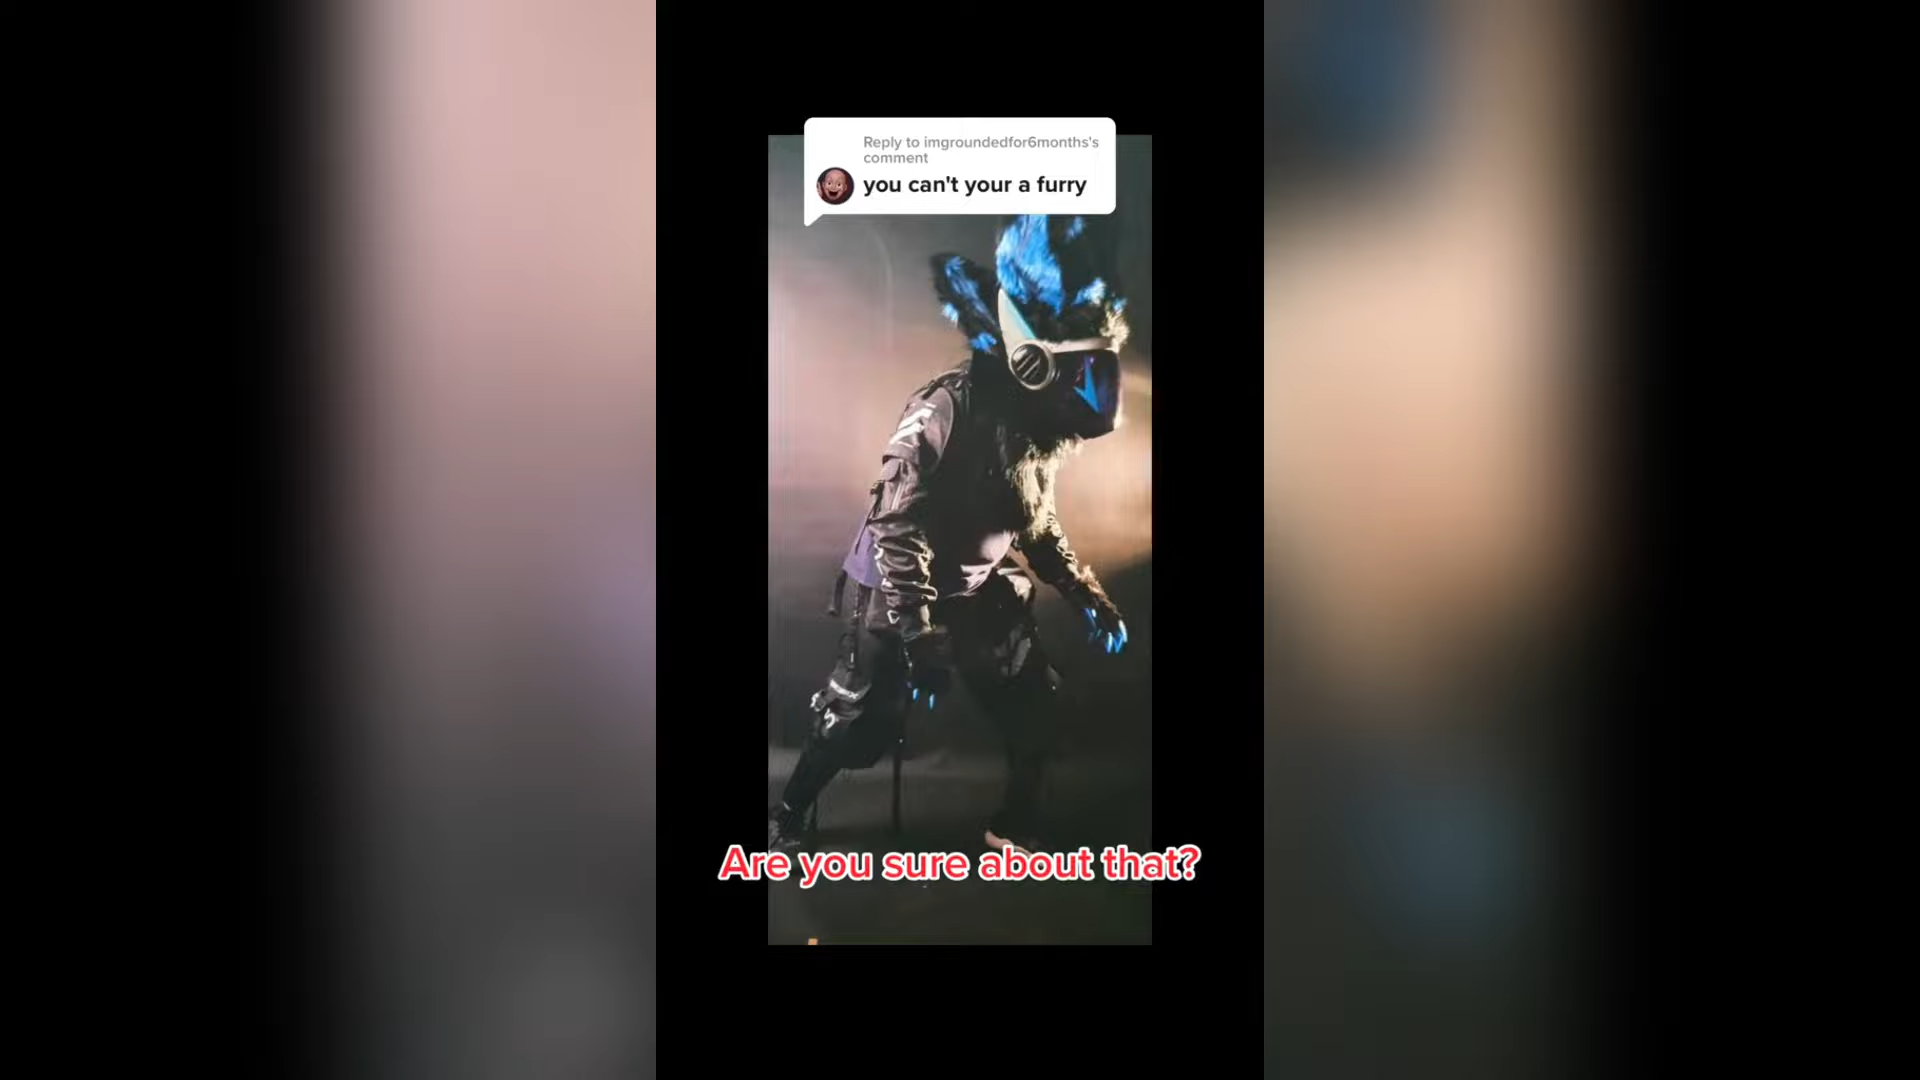 Reply to imgroundedfor6months's
comment
you can't your a furry
Are you sure about that?